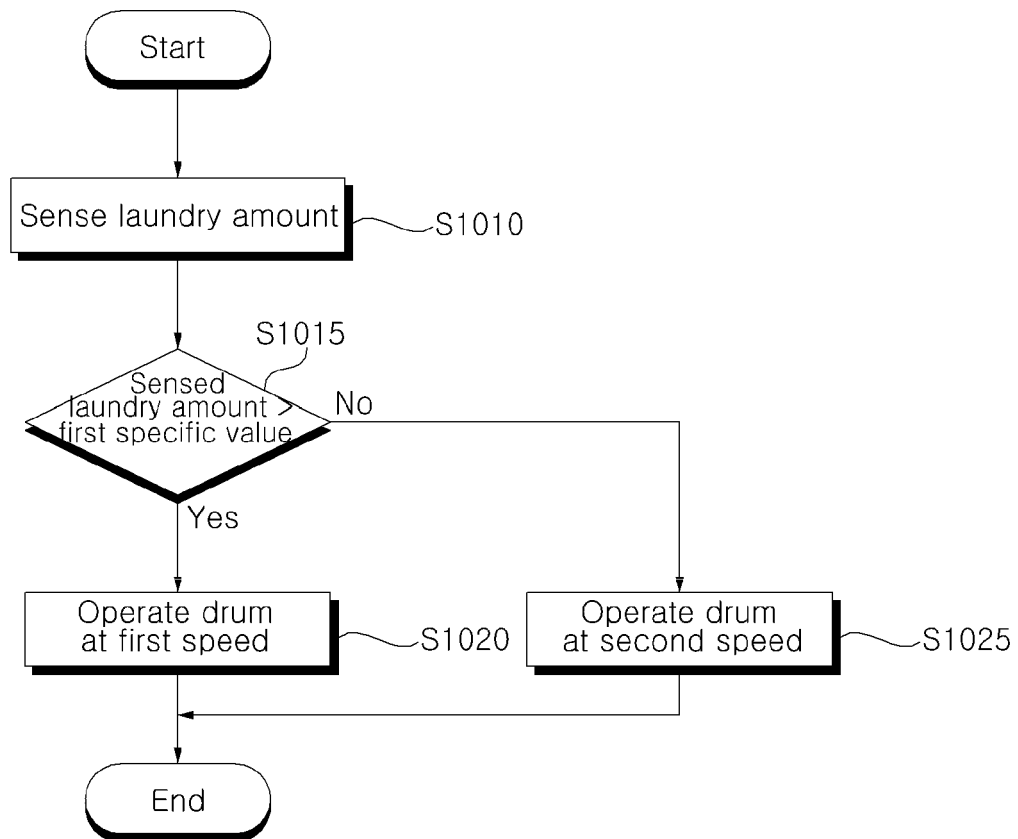 Start
Sense laundry amount
S1010
S1015
Sensed
laundry amount >
first specific value
No
Yes
Operate drum
at first speed
S1020
Operate drum
at second speed
S1025
End